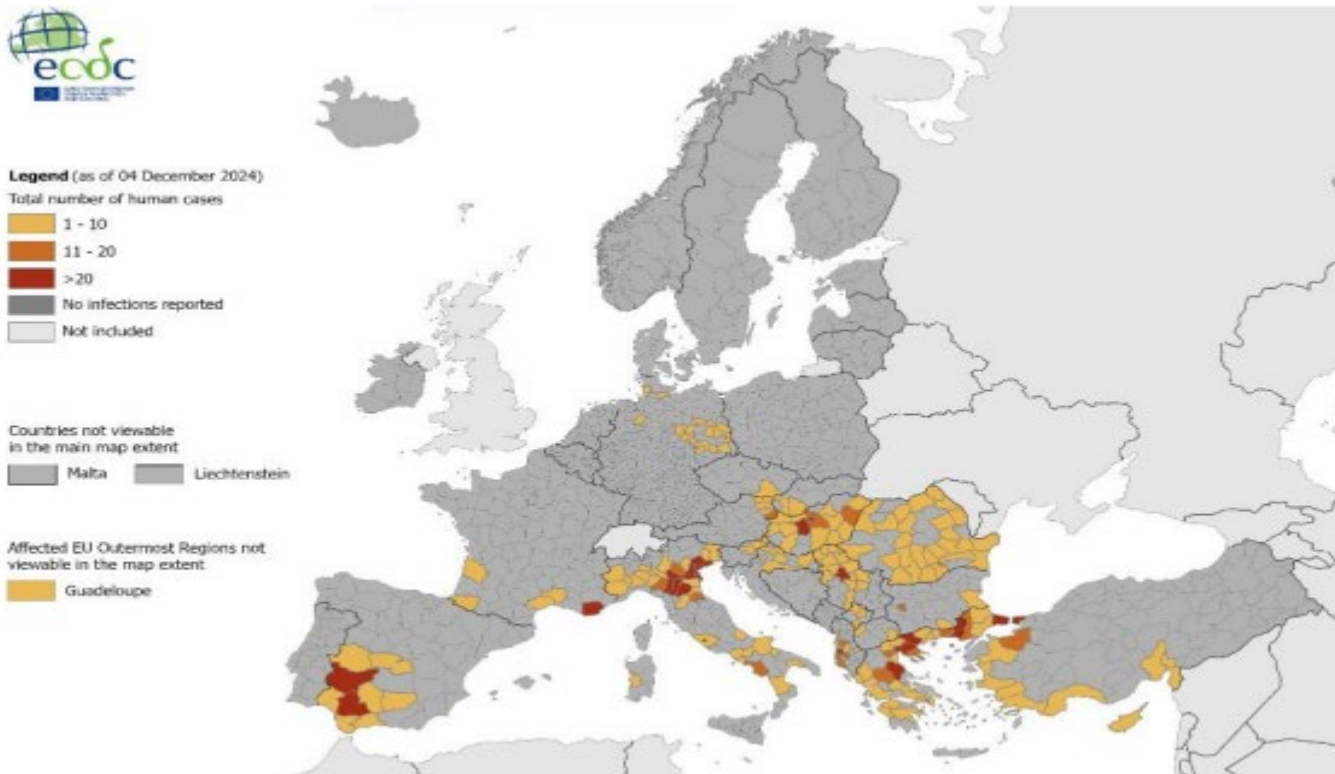 ecdc
Legend (as of 04 December 2024)
Total number of human cases
1 - 10
11 - 20
>20
No infections reported
Not included
Countries not viewable
in the main map extent
Malta Liechtenstein
Affected EU Outermost Regions not
viewable in the map extent
Guadeloupe